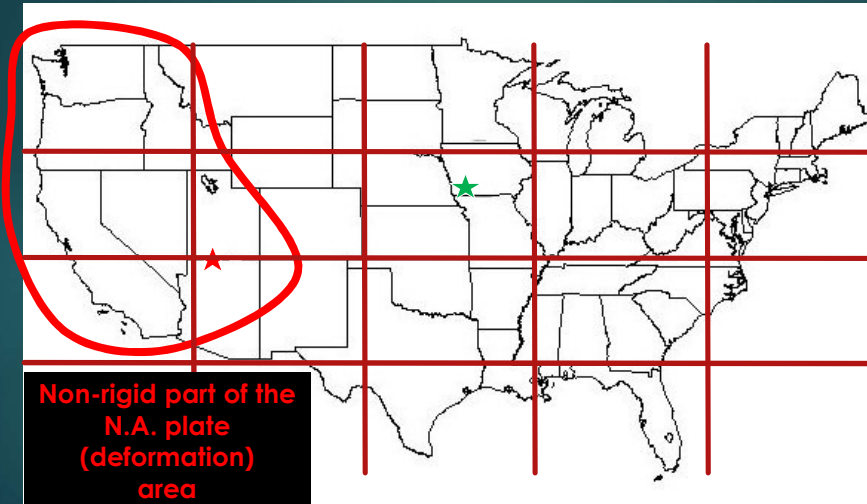 Non-rigid part of the
N.A. plate
(deformation)
area